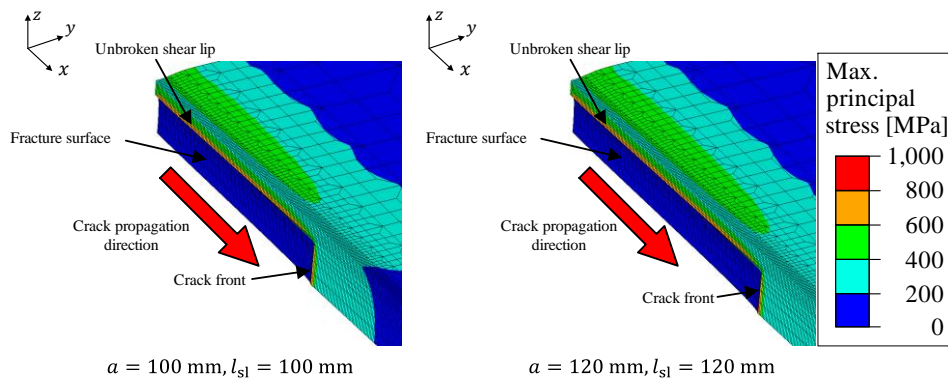 z
y
x
Unbroken shear lip
Fracture surface
Crack propagation
direction
Crack front
a = 100 mm, l_sl = 100 mm
z
y
x
Unbroken shear lip
Fracture surface
Crack propagation
direction
Crack front
a = 120 mm, l_sl = 120 mm
Max.
principal
stress [MPa]
1,000
800
600
400
200
0